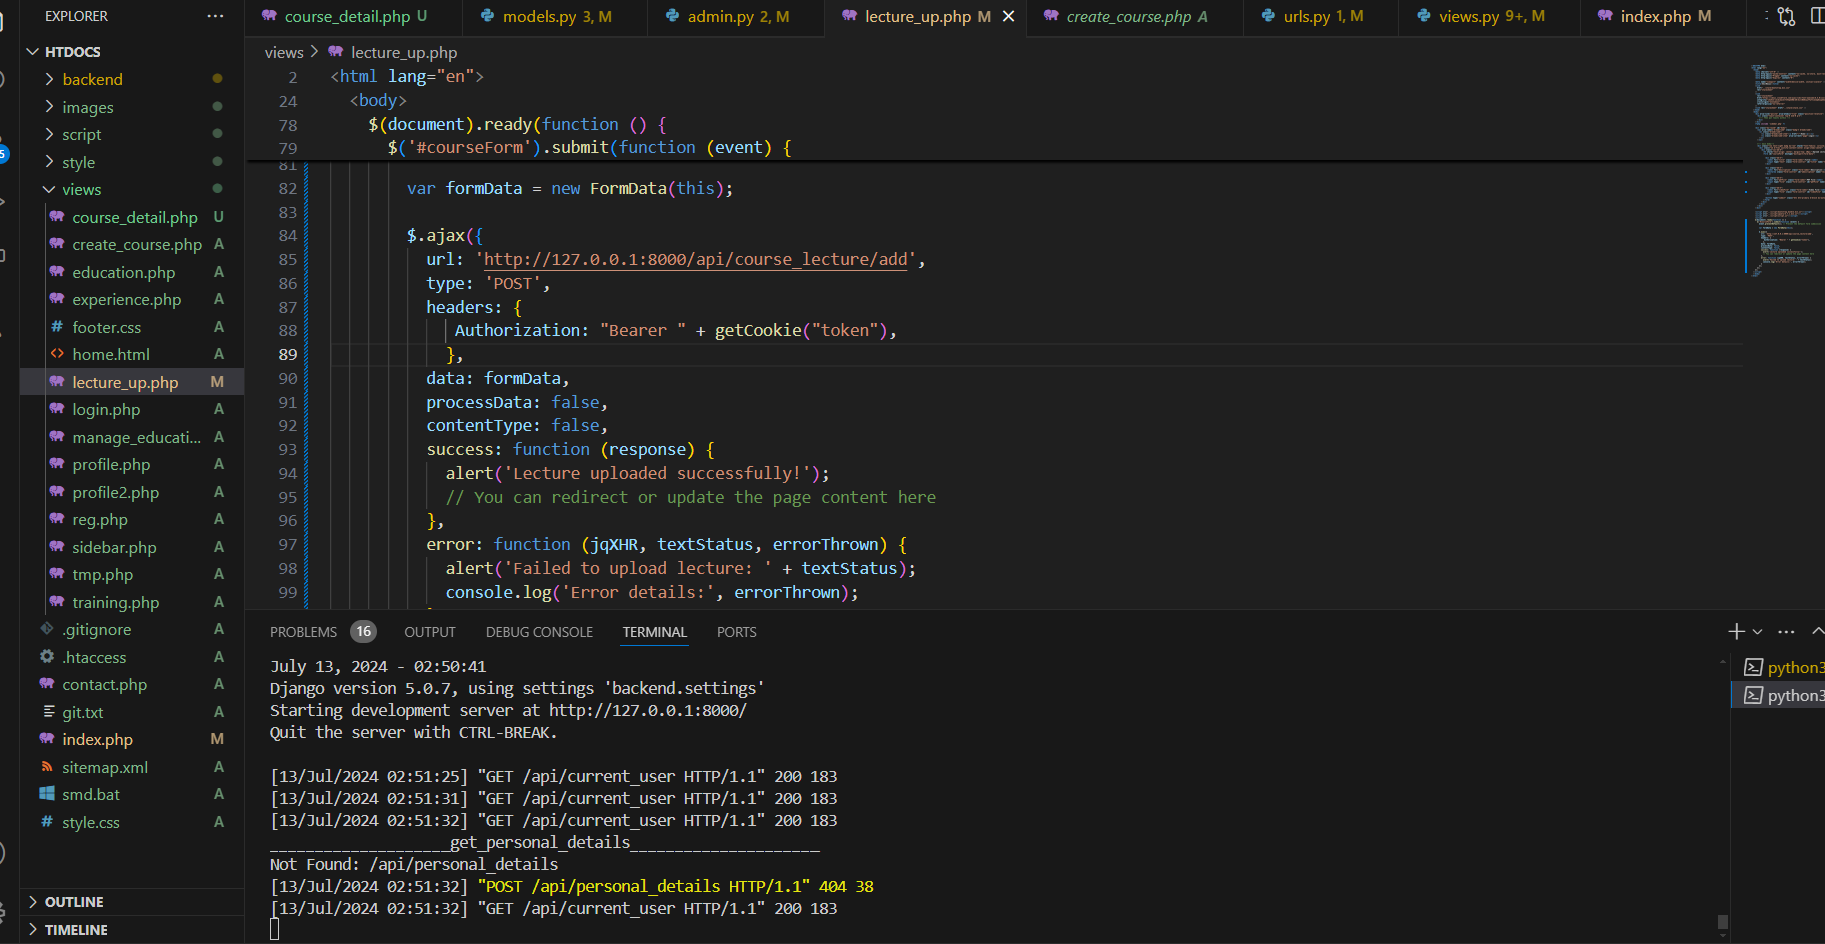 EXPLORER
HTDOCS
backend
images
script
style
views
course_detail.php U
create_course.php A
education.php A
experience.php A
# footer.css A
<> home.html A
lecture_up.php M
login.php A
manage_educati... A
profile.php A
profile2.php A
reg.php A
sidebar.php A
tmp.php A
training.php A
.gitignore A
.htaccess A
contact.php A
git.txt A
index.php M
sitemap.xml A
smd.bat A
# style.css A
OUTLINE
TIMELINE
course_detail.php U models.py 3, M admin.py 2, M lecture_up.php M create_course.php A urls.py 1, M views.py 9+, M index.php M
views > lecture_up.php
2 <html lang="en">
24 <body>
78 $(document).ready(function () {
79 $('#courseForm').submit(function (event) {
81
82 var formData = new FormData(this);
83
84 $.ajax({
85 url: 'http://127.0.0.1:8000/api/course_lecture/add',
86 type: 'POST',
87 headers: {
88 Authorization: "Bearer " + getCookie("token"),
89 },
90 data: formData,
91 processData: false,
92 contentType: false,
93 success: function (response) {
94 alert('Lecture uploaded successfully!');
95 // You can redirect or update the page content here
96 },
97 error: function (jqXHR, textStatus, errorThrown) {
98 alert('Failed to upload lecture: ' + textStatus);
99 console.log('Error details:', errorThrown);
PROBLEMS 16 OUTPUT DEBUG CONSOLE TERMINAL PORTS
July 13, 2024 - 02:50:41
Django version 5.0.7, using settings 'backend.settings'
Starting development server at http://127.0.0.1:8000/
Quit the server with CTRL-BREAK.
[13/Jul/2024 02:51:25] "GET /api/current_user HTTP/1.1" 200 183
[13/Jul/2024 02:51:31] "GET /api/current_user HTTP/1.1" 200 183
[13/Jul/2024 02:51:32] "GET /api/current_user HTTP/1.1" 200 183
____________________get_personal_details_____________________
Not Found: /api/personal_details
[13/Jul/2024 02:51:32] "POST /api/personal_details HTTP/1.1" 404 38
[13/Jul/2024 02:51:32] "GET /api/current_user HTTP/1.1" 200 183
python3
python3